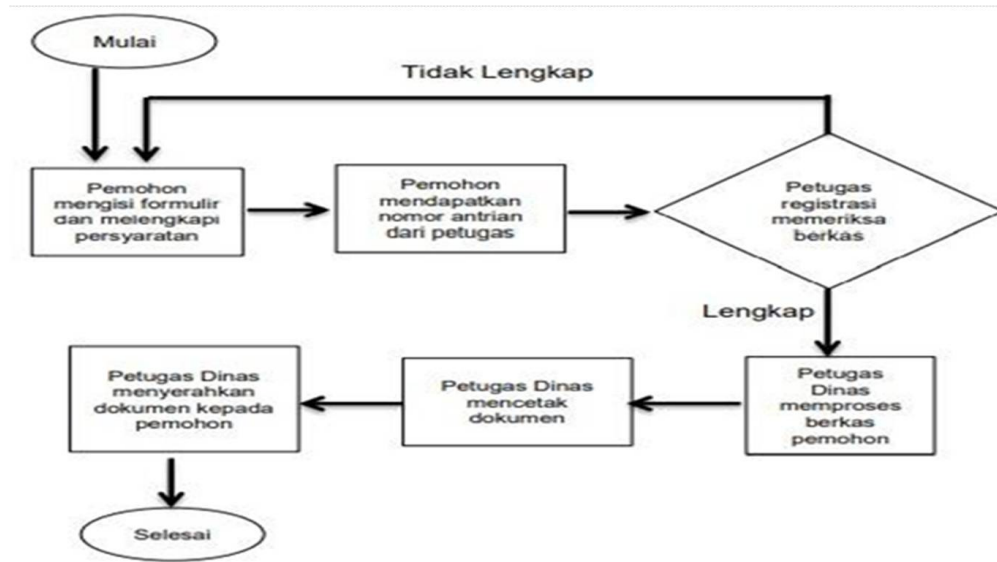 Mulai
Tidak Lengkap
Pemohon
mengisi formulir
dan melengkapi
persyaratan
Pemohon
mendapatkan
nomor antrian
dari petugas
Petugas
registrasi
memeriksa
berkas
Lengkap
Petugas
Dinas
memproses
berkas
pemohon
Petugas Dinas
mencetak
dokumen
Petugas Dinas
menyerahkan
dokumen kepada
pemohon
Selesai